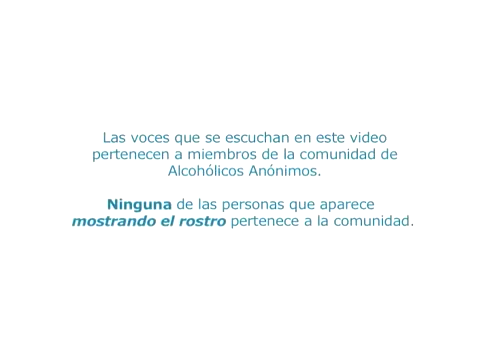 Las voces que se escuchan en este video
pertenecen a miembros de la comunidad de
Alcohólicos Anónimos.
Ninguna de las personas que aparece
mostrando el rostro pertenece a la comunidad.